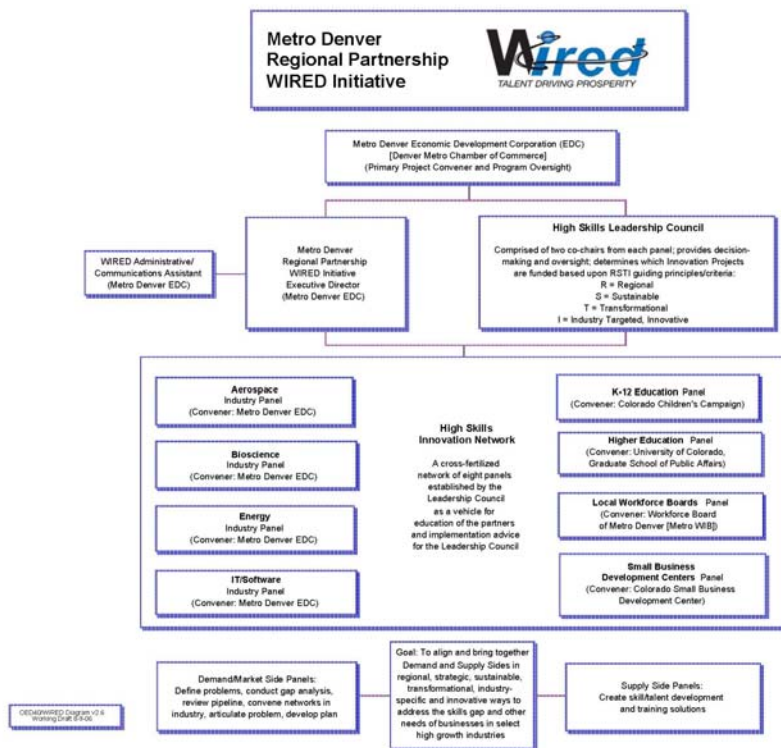 Metro Denver
Regional Partnership
WIRED Initiative
Wired
TALENT DRIVING PROSPERITY
Metro Denver Economic Development Corporation (EDC)
[Denver Metro Chamber of Commerce]
(Primary Project Convener and Program Oversight)
WIRED Administrative/
Communications Assistant
(Metro Denver EDC)
Metro Denver
Regional Partnership
WIRED Initiative
Executive Director
(Metro Denver EDC)
High Skills Leadership Council
Comprised of two co-chairs from each panel; provides decision-
making and oversight; determines which Innovation Projects
are funded based upon RSTI guiding principles/criteria:
R = Regional
S = Sustainable
T = Transformational
I = Industry Targeted, Innovative
Aerospace
Industry Panel
(Convener: Metro Denver EDC)
Bioscience
Industry Panel
(Convener: Metro Denver EDC)
Energy
Industry Panel
(Convener: Metro Denver EDC)
IT/Software
Industry Panel
(Convener: Metro Denver EDC)
High Skills
Innovation Network
A cross-fertilized
network of eight panels
established by the
Leadership Council
as a vehicle for
education of the partners
and implementation advice
for the Leadership Council
K-12 Education Panel
(Convener: Colorado Children's Campaign)
Higher Education Panel
(Convener: University of Colorado,
Graduate School of Public Affairs)
Local Workforce Boards Panel
(Convener: Workforce Board
of Metro Denver [Metro WIB])
Small Business
Development Centers Panel
(Convener: Colorado Small Business
Development Center)
Demand/Market Side Panels:
Define problems, conduct gap analysis,
review pipeline, convene networks in
industry, articulate problem, develop plan
Goal: To align and bring together
Demand and Supply Sides in
regional, strategic, sustainable,
transformational, industry-
specific and innovative ways to
address the skills gap and other
needs of businesses in select
high growth industries
Supply Side Panels:
Create skill/talent development
and training solutions
WIRED Diagram v2.6
Working Draft